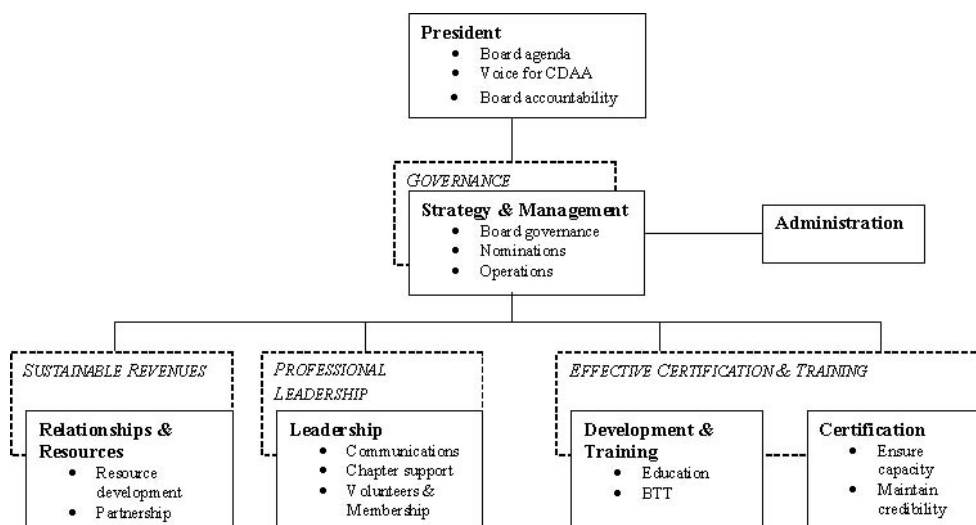 President
• Board agenda
• Voice for CDAA
• Board accountability
GOVERNANCE
Strategy & Management
• Board governance
• Nominations
• Operations
Administration
SUSTAINABLE REVENUES
Relationships &
Resources
• Resource
development
• Partnership
PROFESSIONAL
LEADERSHIP
Leadership
• Communications
• Chapter support
• Volunteers &
Membership
EFFECTIVE CERTIFICATION & TRAINING
Development &
Training
• Education
• BTT
Certification
• Ensure
capacity
• Maintain
credibility